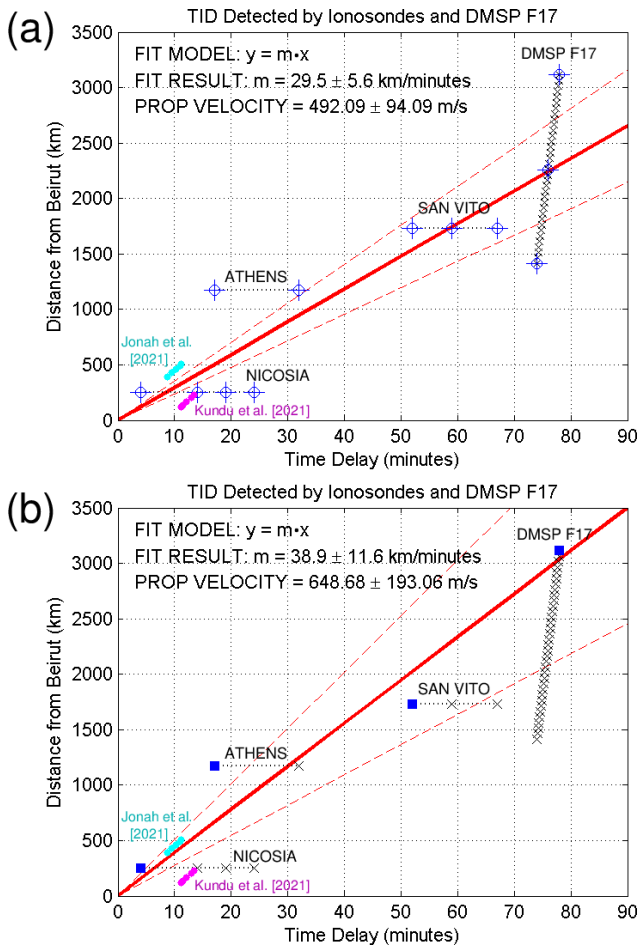 (a)
TID Detected by Ionosondes and DMSP F17
FIT MODEL: y = m•x
FIT RESULT: m = 29.5 ± 5.6 km/minutes
PROP VELOCITY = 492.09 ± 94.09 m/s
DMSP F17
SAN VITO
ATHENS
Jonah et al.
[2021]
NICOSIA
Kundu et al. [2021]
Distance from Beirut (km)
3500
3000
2500
2000
1500
1000
500
0
0 10 20 30 40 50 60 70 80 90
Time Delay (minutes)
(b)
TID Detected by Ionosondes and DMSP F17
FIT MODEL: y = m•x
FIT RESULT: m = 38.9 ± 11.6 km/minutes
PROP VELOCITY = 648.68 ± 193.06 m/s
DMSP F17
SAN VITO
ATHENS
Jonah et al.
[2021]
NICOSIA
Kundu et al. [2021]
Distance from Beirut (km)
3500
3000
2500
2000
1500
1000
500
0
0 10 20 30 40 50 60 70 80 90
Time Delay (minutes)